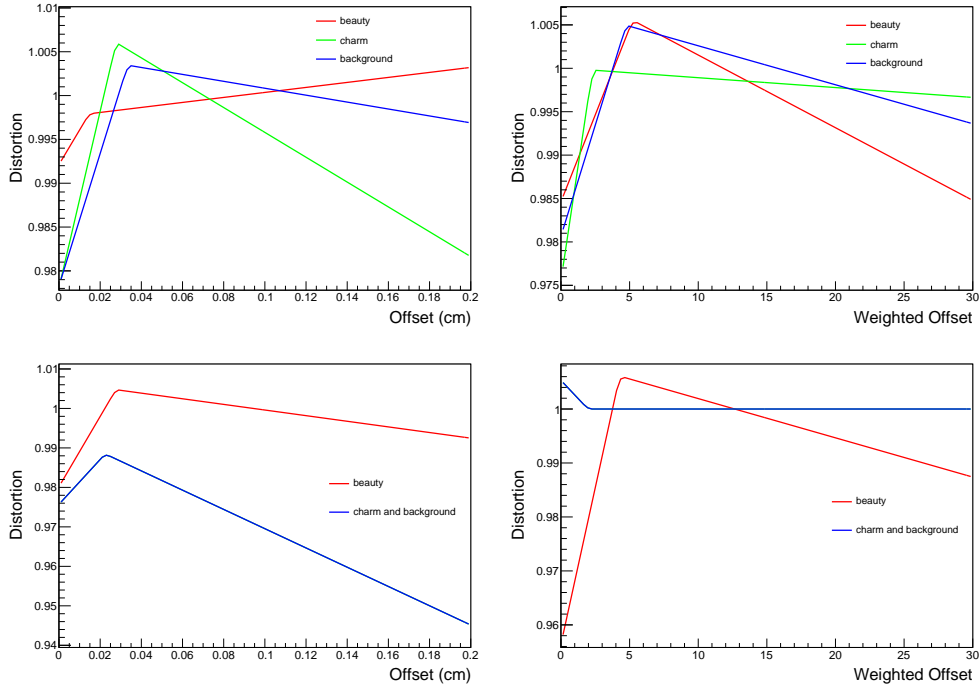 1.01
1.005
1
0.995
0.99
0.985
0.98
Distortion
beauty
charm
background
0 0.02 0.04 0.06 0.08 0.1 0.12 0.14 0.16 0.18 0.2
Offset (cm)
1.005
1
0.995
0.99
0.985
0.98
0.975
Distortion
beauty
charm
background
0 5 10 15 20 25 30
Weighted Offset
1.01
1
0.99
0.98
0.97
0.96
0.95
0.94
Distortion
beauty
charm and background
0 0.02 0.04 0.06 0.08 0.1 0.12 0.14 0.16 0.18 0.2
Offset (cm)
1
0.99
0.98
0.97
0.96
Distortion
beauty
charm and background
0 5 10 15 20 25 30
Weighted Offset